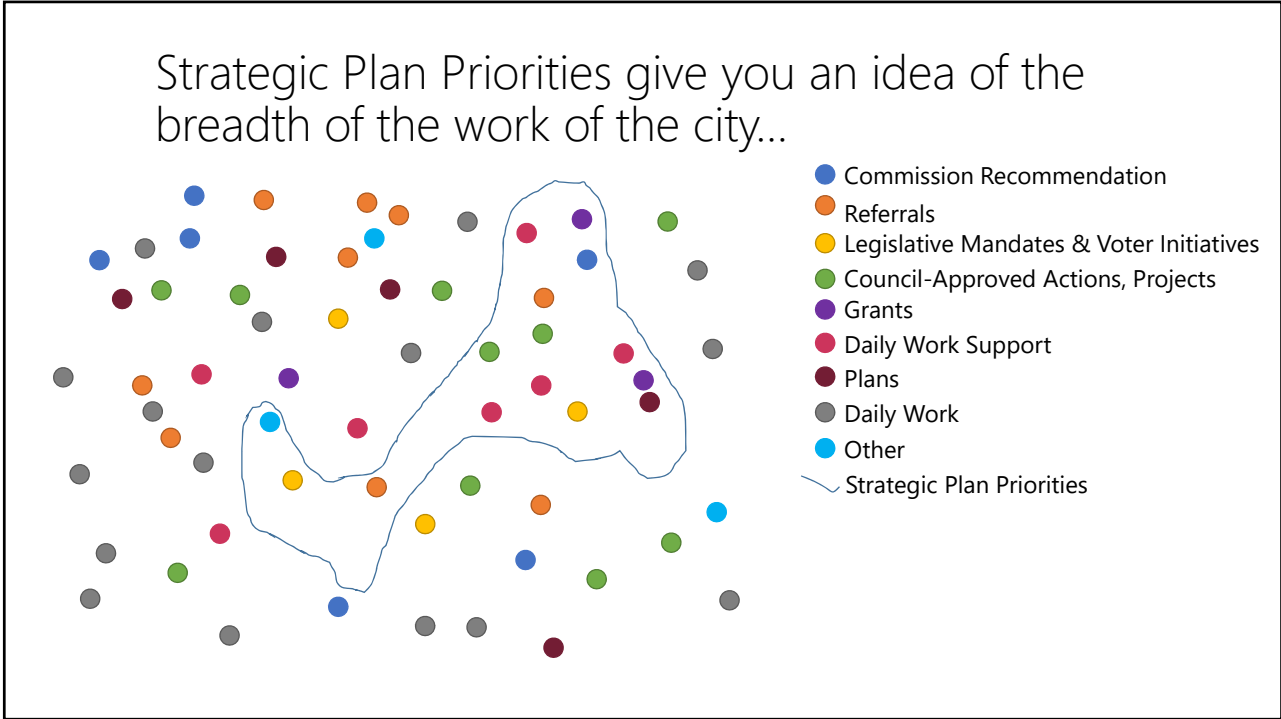 Strategic Plan Priorities give you an idea of the
breadth of the work of the city...
Commission Recommendation
Referrals
Legislative Mandates & Voter Initiatives
Council-Approved Actions, Projects
Grants
Daily Work Support
Plans
Daily Work
Other
Strategic Plan Priorities